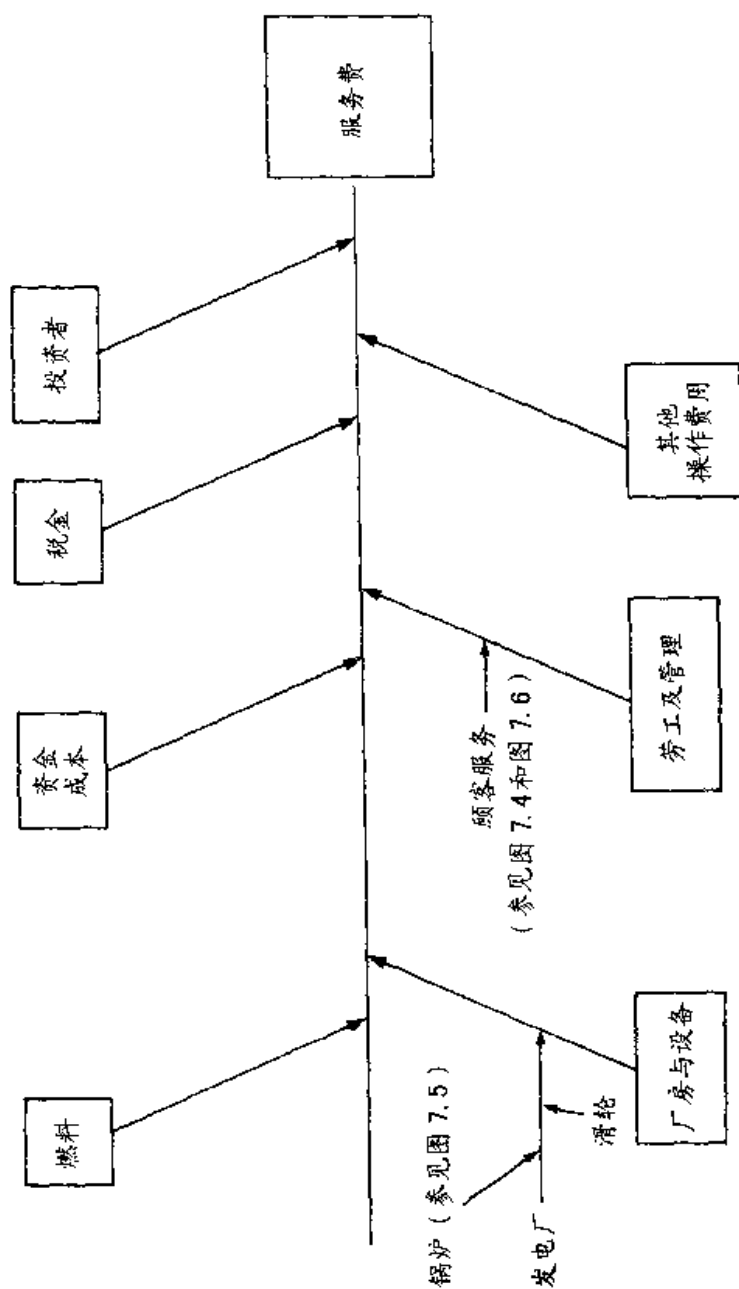 燃料
资金
成本
税金
投资者
服务费
锅炉（参见图 7.5）
发电厂
滑轮
顾客服务
（参见图 7.4 和图 7.6）
厂房与设备
劳工及管理
其他
操作费用